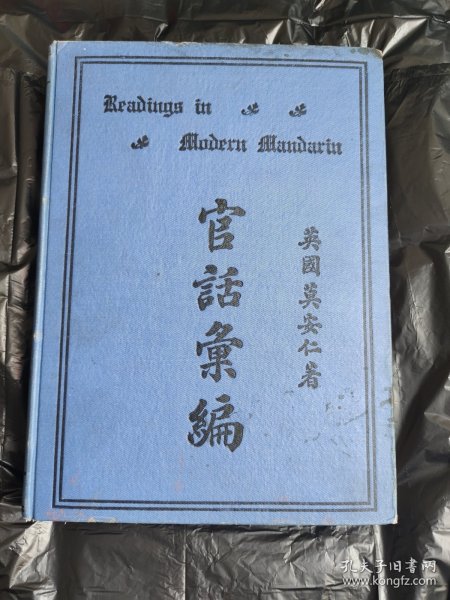 Readings in
Modern Mandarin
官話彙編
英國莫安仁著
孔夫子旧书网
www.kongfz.com